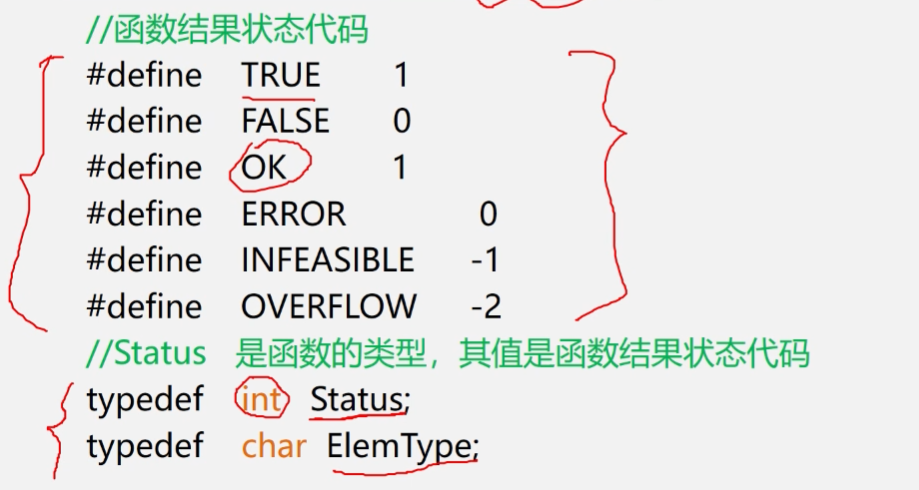 //函数结果状态代码
#define TRUE 1
#define FALSE 0
#define OK 1
#define ERROR 0
#define INFEASIBLE -1
#define OVERFLOW -2
//Status 是函数的类型，其值是函数结果状态代码
typedef int Status;
typedef char ElemType;